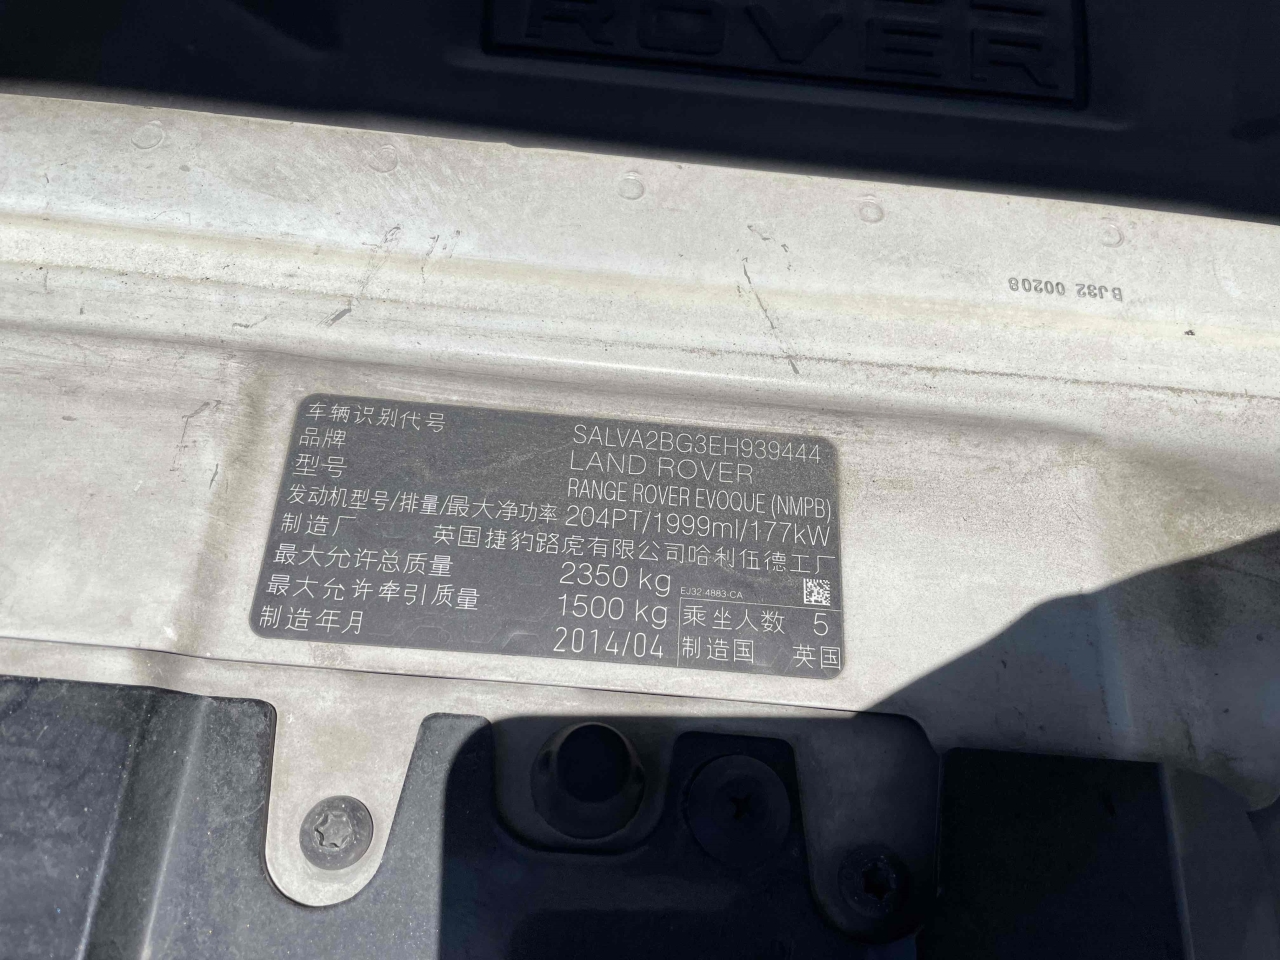 ROVER
BJ32 00208
车辆识别代号 SALVA2BG3EH939444
品牌 LAND ROVER
型号 RANGE ROVER EVOQUE (NMPB)
发动机型号/排量/最大净功率 204PT/1999ml/177kW
制造厂 英国捷豹路虎有限公司哈利伍德工厂
最大允许总质量 2350 kg
EJ32-4883-CA
最大允许牵引质量 1500 kg 乘坐人数 5
制造年月 2014/04 制造国 英国